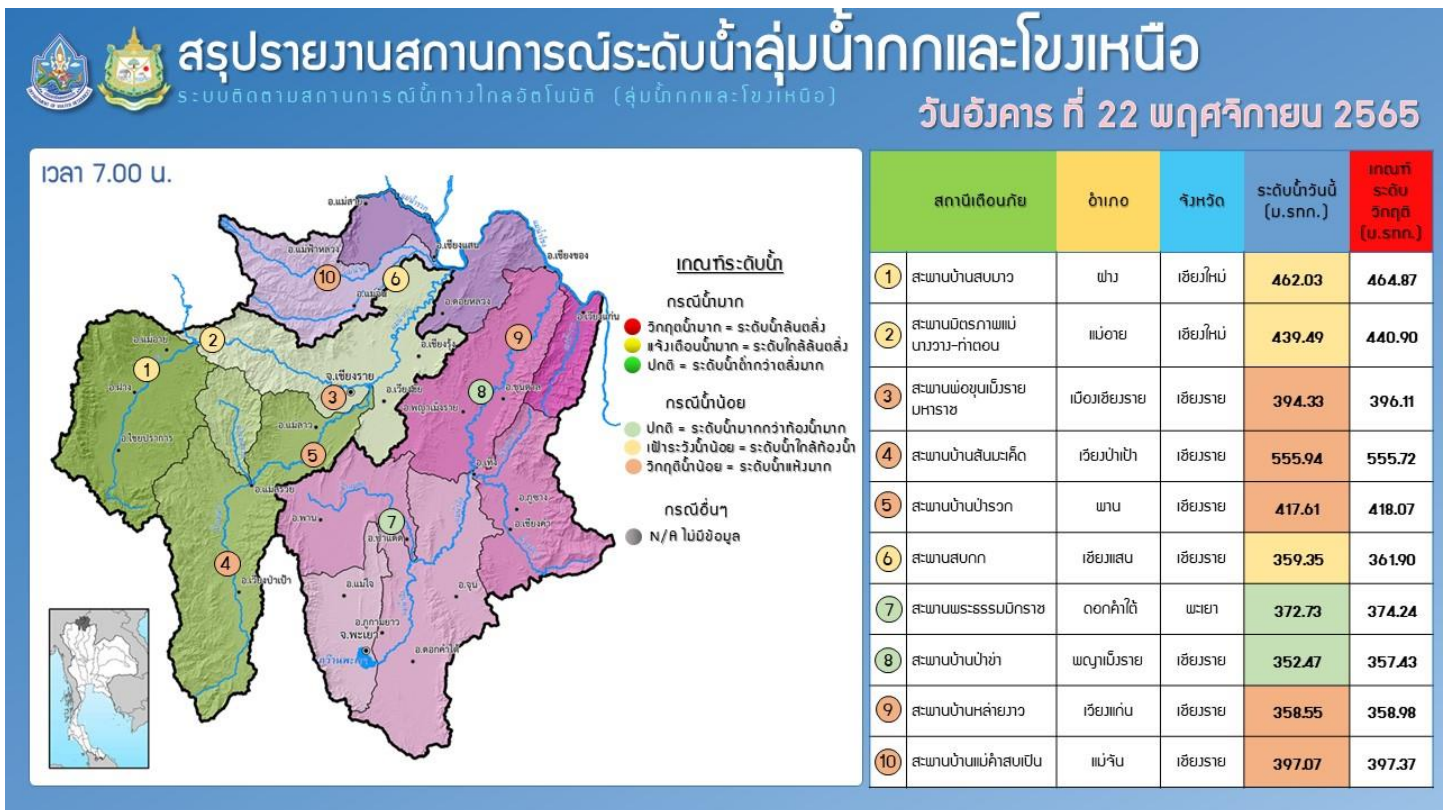 สรุปรายงานสถานการณ์ระดับน้ำลุ่มน้ำกกและโขงเหนือ
ระบบติดตามสถานการณ์น้ำทางไกลอัตโนมัติ (ลุ่มน้ำกกและโขงเหนือ)
วันอังคาร ที่ 22 พฤศจิกายน 2565
เวลา 7.00 น.
อ.แม่สาย
แม่น้ำรวก
อ.แม่ฟ้าหลวง
อ.เชียงแสน
แม่น้ำโขง
อ.เชียงของ
10
6
อ.แม่จัน
อ.ดอยหลวง
อ.เวียงแก่น
9
อ.แม่อาย
2
อ.เชียงรุ้ง
1
จ.เชียงราย
อ.ฝาง
3
อ.เวียงชัย
8
อ.ขุนตาล
อ.พญาเม็งราย
อ.แม่ลาว
อ.ไชยปราการ
5
อ.เทิง
อ.แม่สรวย
อ.ภูซาง
อ.พาน
7
อ.เชียงคำ
อ.ป่าแดด
4
อ.เวียงป่าเป้า
อ.แม่ใจ
อ.จุน
อ.ภูกามยาว
จ.พะเยา
กว๊านพะเยา
อ.ดอกคำใต้
เกณฑ์ระดับน้ำ
กรณีน้ำมาก
วิกฤตน้ำมาก = ระดับน้ำล้นตลิ่ง
แจ้งเตือนน้ำมาก = ระดับใกล้ล้นตลิ่ง
ปกติ = ระดับน้ำต่ำกว่าตลิ่งมาก
กรณีน้ำน้อย
ปกติ = ระดับน้ำมากกว่าท้องน้ำมาก
เฝ้าระวังน้ำน้อย = ระดับน้ำใกล้ท้องน้ำ
วิกฤติน้ำน้อย = ระดับน้ำแห้งมาก
กรณีอื่นๆ
N/A ไม่มีข้อมูล
สถานีเตือนภัย อำเภอ จังหวัด ระดับน้ำวันนี้ (ม.รทก.) เกณฑ์ระดับวิกฤติ (ม.รทก.)
1 สะพานบ้านสบมาว ฝาง เชียงใหม่ 462.03 464.87
2 สะพานมิตรภาพแม่นางวาง-ท่าตอน แม่อาย เชียงใหม่ 439.49 440.90
3 สะพานพ่อขุนเม็งรายมหาราช เมืองเชียงราย เชียงราย 394.33 396.11
4 สะพานบ้านสันมะเค็ด เวียงป่าเป้า เชียงราย 555.94 555.72
5 สะพานบ้านป่ารวก พาน เชียงราย 417.61 418.07
6 สะพานสบกก เชียงแสน เชียงราย 359.35 361.90
7 สะพานพระธรรมมิกราช ดอกคำใต้ พะเยา 372.73 374.24
8 สะพานบ้านป่าข่า พญาเม็งราย เชียงราย 352.47 357.43
9 สะพานบ้านหล่ายงาว เวียงแก่น เชียงราย 358.55 358.98
10 สะพานบ้านแม่คำสบเปิน แม่จัน เชียงราย 397.07 397.37